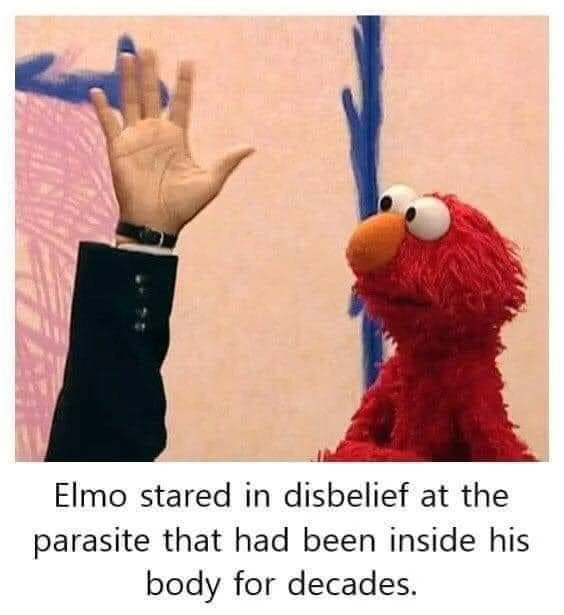 Elmo stared in disbelief at the
parasite that had been inside his
body for decades.